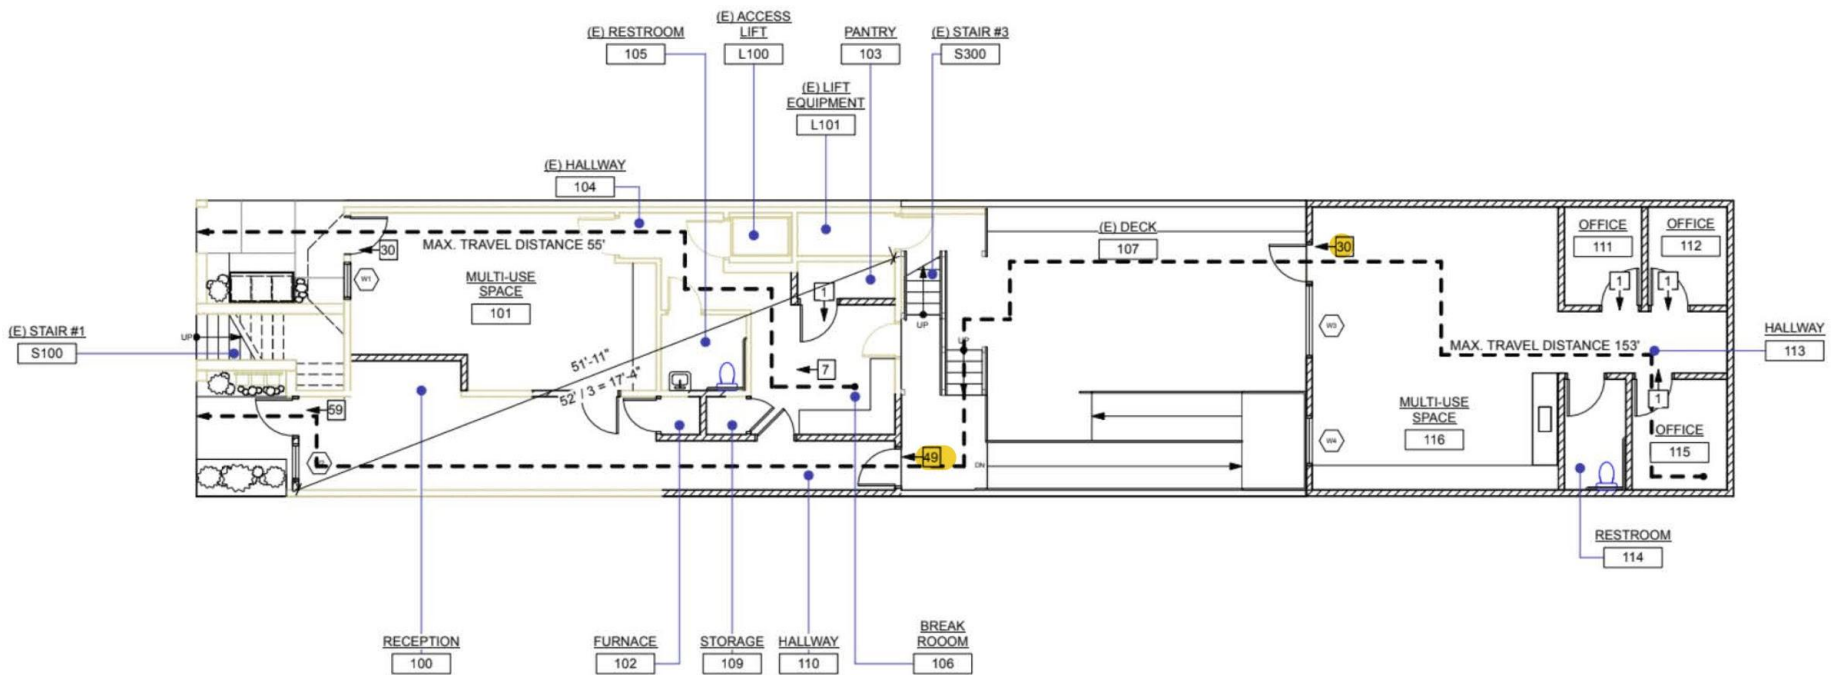 (E) ACCESS
LIFT
L100
(E) RESTROOM
105
PANTRY
103
(E) STAIR #3
S300
(E) LIFT
EQUIPMENT
L101
(E) HALLWAY
104
MAX. TRAVEL DISTANCE 55'
30
W1
MULTI-USE
SPACE
101
(E) DECK
107
30
OFFICE
111
OFFICE
112
1
1
1
(E) STAIR #1
S100
UP
UP
UP
W3
HALLWAY
113
MAX. TRAVEL DISTANCE 153'
51'-11"
52' / 3 = 17'-4"
7
59
1
MULTI-USE
SPACE
116
W4
OFFICE
115
49
DN
RESTROOM
114
RECEPTION
100
FURNACE
102
STORAGE
109
HALLWAY
110
BREAK
ROOOM
106